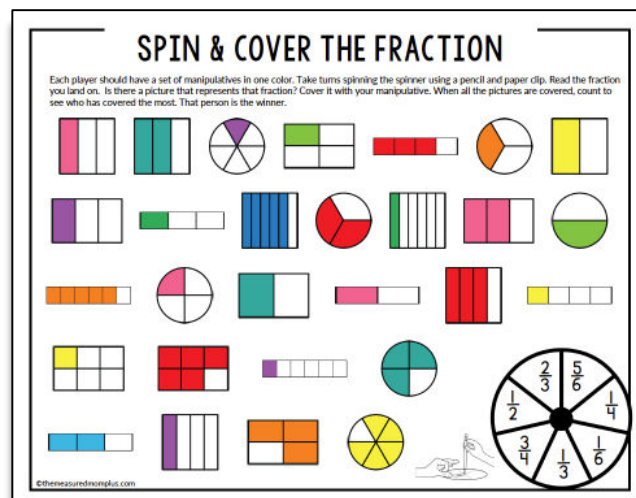 SPIN & COVER THE FRACTION
Each player should have a set of manipulatives in one color. Take turns spinning the spinner using a pencil and paper clip. Read the fraction
you land on. Is there a picture that represents that fraction? Cover it with your manipulative. When all the pictures are covered, count to
see who has covered the most. That person is the winner.
2/3 5/6
1/2 1/4
3/4 1/3 1/6
©themeasuredmomplus.com